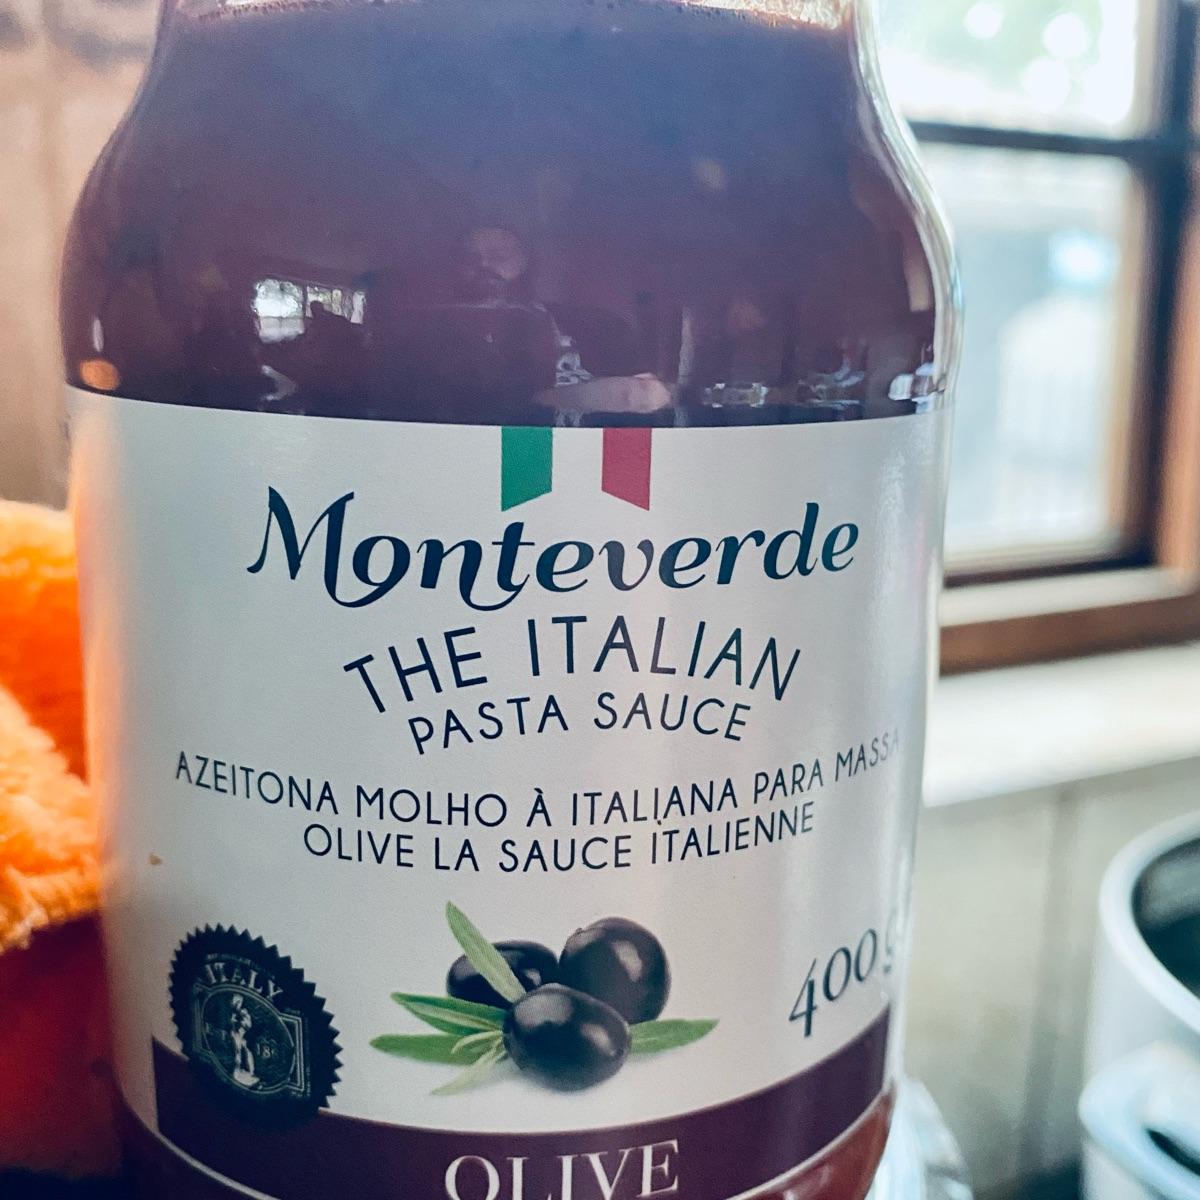 Monteverde
THE ITALIAN
PASTA SAUCE
AZEITONA MOLHO À ITALIANA PARA MASSA
OLIVE LA SAUCE ITALIENNE
400 g
ITALY
OLIVE